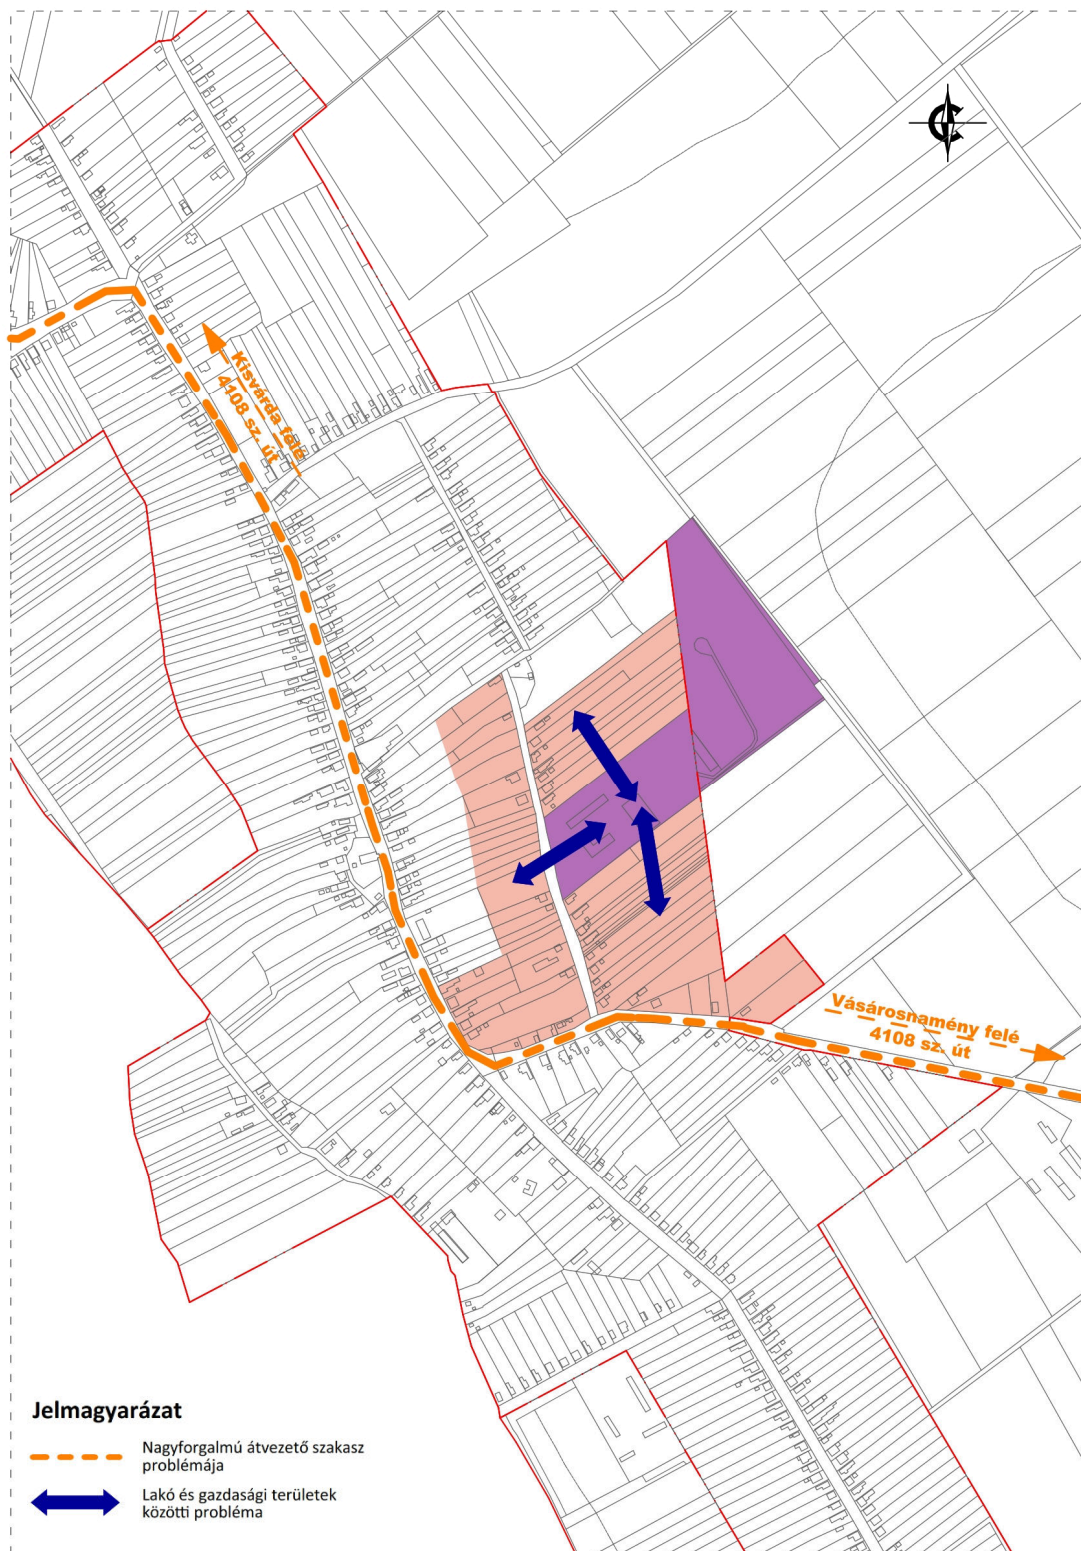 Kisvárda felé
4108 sz. út
Vásárosnamény felé
4108 sz. út
Jelmagyarázat
Nagyforgalmú átvezető szakasz
problémája
Lakó és gazdasági területek
közötti probléma